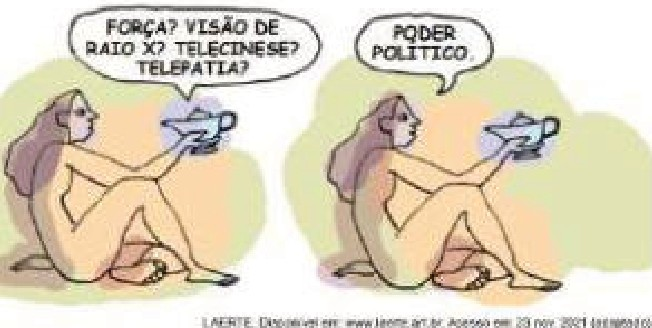 FORÇA? VISÃO DE
RAIO X? TELECINESE?
TELEPATIA?
PODER
POLÍTICO.
LAERTE. Disponível em: www.laerte.art.br. Acesso em: 23 nov. 2021 (adaptado).